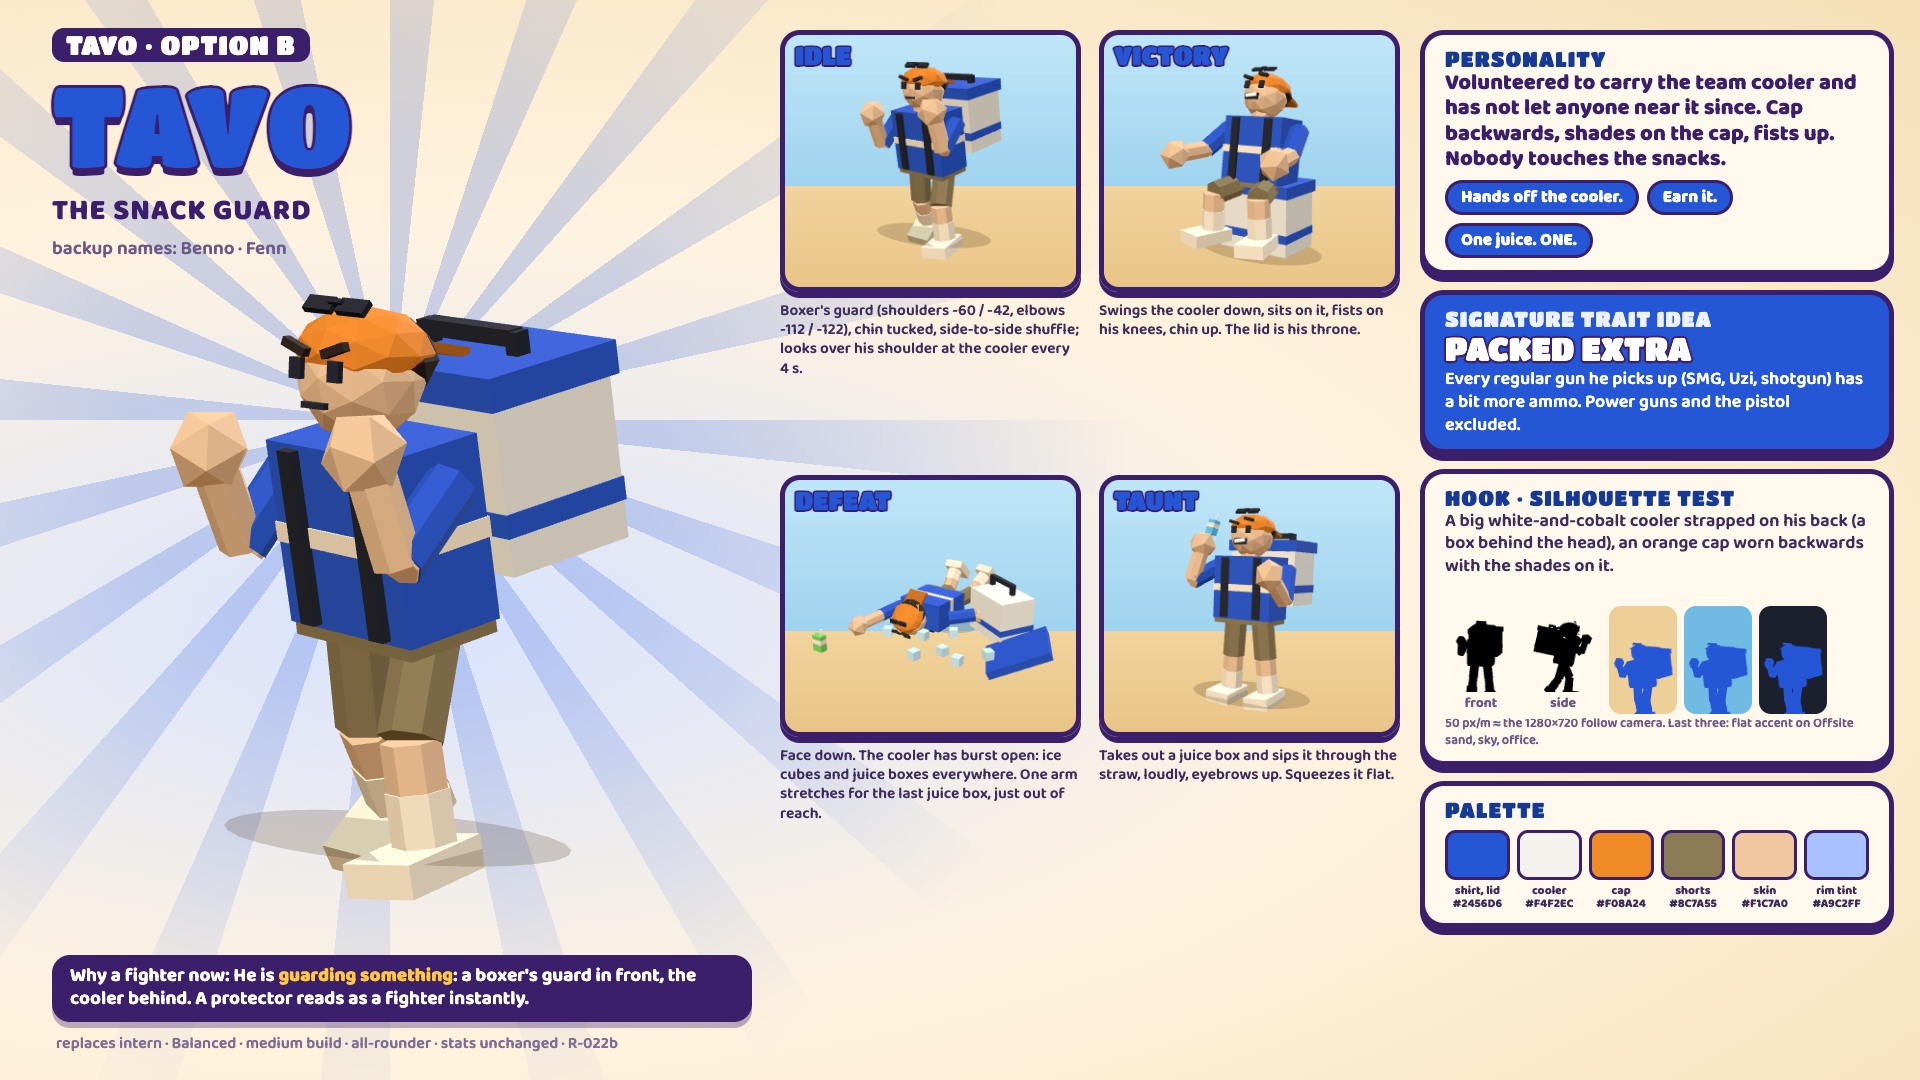 TAVO · OPTION B
TAVO
THE SNACK GUARD
backup names: Benno · Fenn
Why a fighter now: He is guarding something: a boxer's guard in front, the
cooler behind. A protector reads as a fighter instantly.
replaces intern · Balanced · medium build · all-rounder · stats unchanged · R-022b
IDLE
Boxer's guard (shoulders -60 / -42, elbows
-112 / -122), chin tucked, side-to-side shuffle;
looks over his shoulder at the cooler every
4 s.
VICTORY
Swings the cooler down, sits on it, fists on
his knees, chin up. The lid is his throne.
DEFEAT
Face down. The cooler has burst open: ice
cubes and juice boxes everywhere. One arm
stretches for the last juice box, just out of
reach.
TAUNT
Takes out a juice box and sips it through the
straw, loudly, eyebrows up. Squeezes it flat.
PERSONALITY
Volunteered to carry the team cooler and
has not let anyone near it since. Cap
backwards, shades on the cap, fists up.
Nobody touches the snacks.
Hands off the cooler.
Earn it.
One juice. ONE.
SIGNATURE TRAIT IDEA
PACKED EXTRA
Every regular gun he picks up (SMG, Uzi, shotgun) has
a bit more ammo. Power guns and the pistol
excluded.
HOOK · SILHOUETTE TEST
A big white-and-cobalt cooler strapped on his back (a
box behind the head), an orange cap worn backwards
with the shades on it.
front
side
50 px/m ≈ the 1280×720 follow camera. Last three: flat accent on Offsite
sand, sky, office.
PALETTE
shirt, lid
#2456D6
cooler
#F4F2EC
cap
#F08A24
shorts
#8C7A55
skin
#F1C7A0
rim tint
#A9C2FF